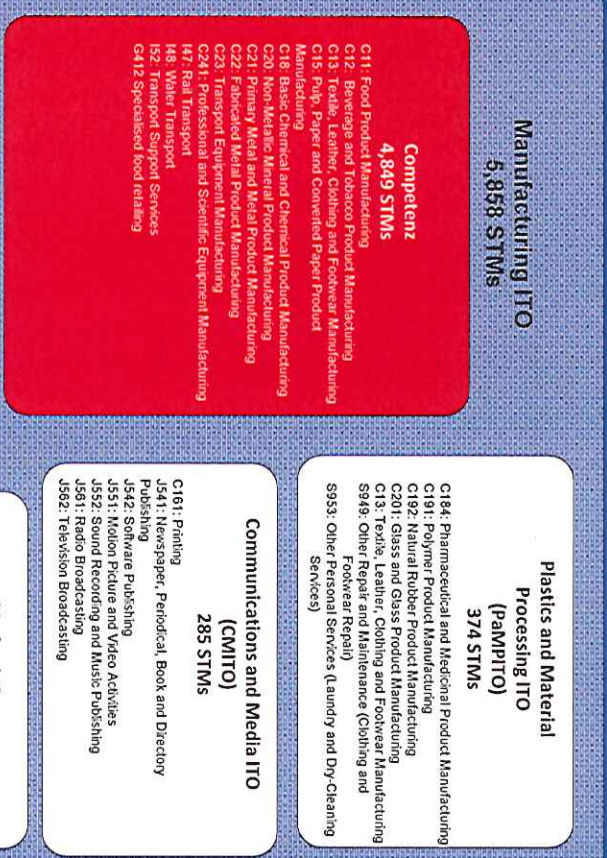 Manufacturing ITO
5,858 STMs
Competenz
4,849 STMs
C11: Food Product Manufacturing
C12: Beverage and Tobacco Product Manufacturing
C13: Textile, Leather, Clothing and Footwear Manufacturing
C15: Pulp, Paper and Converted Paper Product
Manufacturing
C18: Basic Chemical and Chemical Product Manufacturing
C20: Non-Metallic Mineral Product Manufacturing
C21: Primary Metal and Metal Product Manufacturing
C22: Fabricated Metal Product Manufacturing
C23: Transport Equipment Manufacturing
C241: Professional and Scientific Equipment Manufacturing
I47: Rail Transport
I48: Water Transport
I52: Transport Support Services
G412 Specialised food retailing
Plastics and Material
Processing ITO
(PaMPITO)
374 STMs
C184: Pharmaceutical and Medicinal Product Manufacturing
C191: Polymer Product Manufacturing
C192: Natural Rubber Product Manufacturing
C201: Glass and Glass Product Manufacturing
C13: Textile, Leather, Clothing and Footwear Manufacturing
S949: Other Repair and Maintenance (Clothing and
Footwear Repair)
S953: Other Personal Services (Laundry and Dry-Cleaning
Services)
Communications and Media ITO
(CMITO)
285 STMs
C161: Printing
J541: Newspaper, Periodical, Book and Directory
Publishing
J542: Software Publishing
J551: Motion Picture and Video Activities
J552: Sound Recording and Music Publishing
J561: Radio Broadcasting
J562: Television Broadcasting